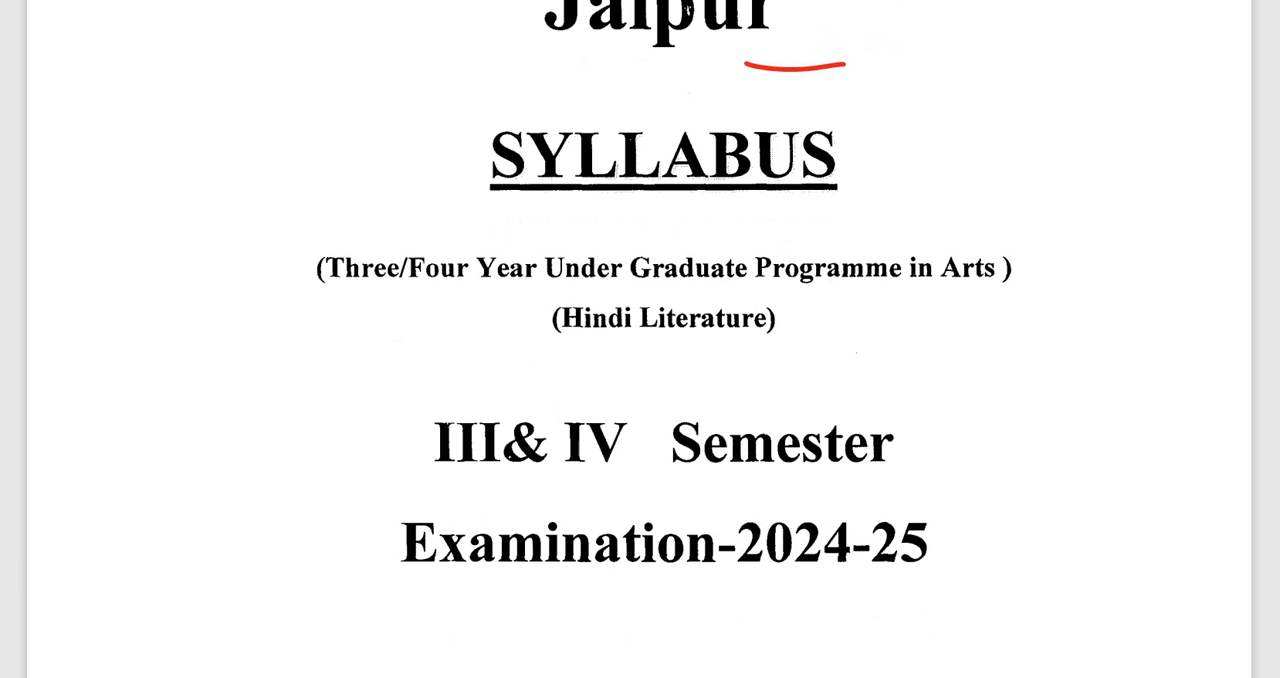 Jaipur
SYLLABUS
(Three/Four Year Under Graduate Programme in Arts )
(Hindi Literature)
III& IV Semester
Examination-2024-25